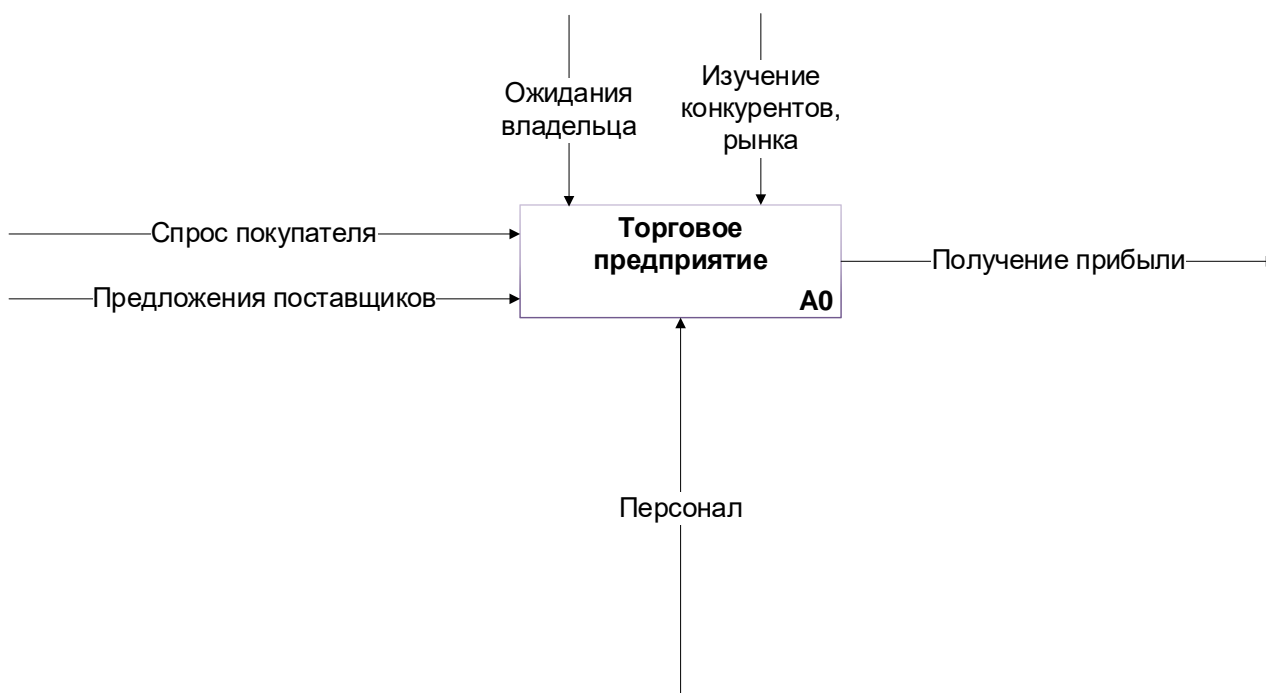 Ожидания
владельца
Изучение
конкурентов,
рынка
Спрос покупателя
Предложения поставщиков
Торговое
предприятие
A0
Получение прибыли
Персонал